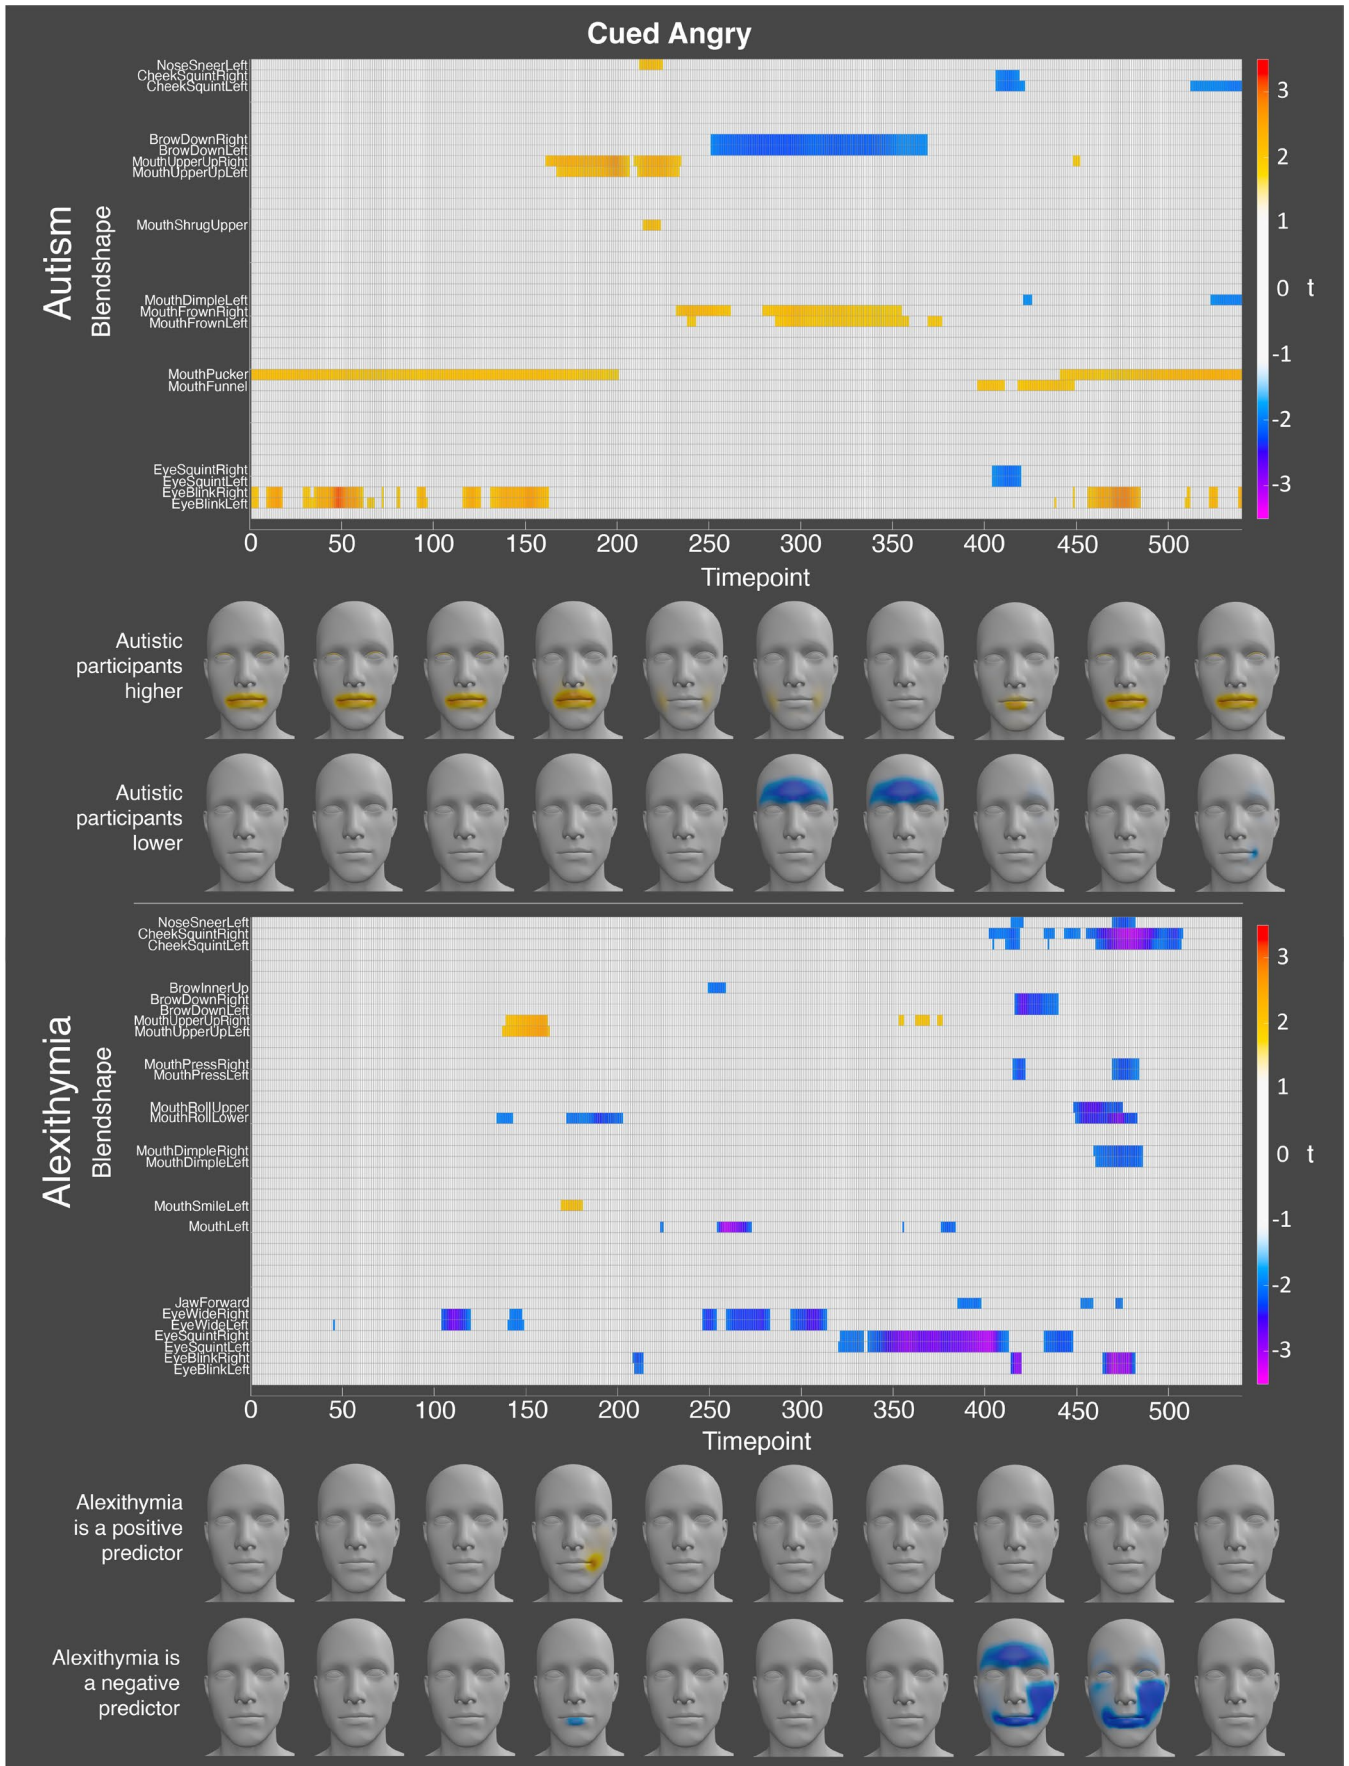 Cued Angry
Autism
Blendshape
NoseSneerLeft
CheekSquintRight
CheekSquintLeft
BrowDownRight
BrowDownLeft
MouthUpperUpRight
MouthUpperUpLeft
MouthShrugUpper
MouthDimpleLeft
MouthFrownRight
MouthFrownLeft
MouthPucker
MouthFunnel
EyeSquintRight
EyeSquintLeft
EyeBlinkRight
EyeBlinkLeft
3
2
1
0 t
-1
-2
-3
0 50 100 150 200 250 300 350 400 450 500
Timepoint
Autistic
participants
higher
Autistic
participants
lower
Alexithymia
Blendshape
NoseSneerLeft
CheekSquintRight
CheekSquintLeft
BrowInnerUp
BrowDownRight
BrowDownLeft
MouthUpperUpRight
MouthUpperUpLeft
MouthPressRight
MouthPressLeft
MouthRollUpper
MouthRollLower
MouthDimpleRight
MouthDimpleLeft
MouthSmileLeft
MouthLeft
JawForward
EyeWideRight
EyeWideLeft
EyeSquintRight
EyeSquintLeft
EyeBlinkRight
EyeBlinkLeft
3
2
1
0 t
-1
-2
-3
0 50 100 150 200 250 300 350 400 450 500
Timepoint
Alexithymia
is a positive
predictor
Alexithymia is
a negative
predictor